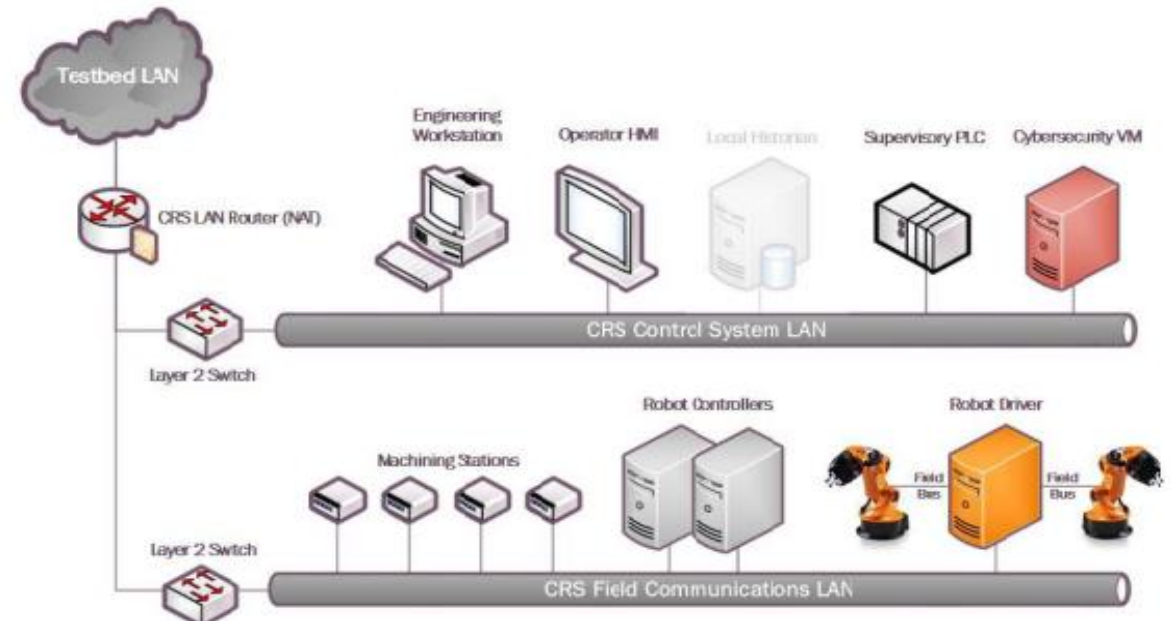 Testbed LAN
Engineering
Workstation
Operator HMI
Local Historian
Supervisory PLC
Cybersecurity VM
CRS LAN Router (NAT)
CRS Control System LAN
Layer 2 Switch
Robot Controllers
Robot Driver
Machining Stations
Field
Bus
Field
Bus
Layer 2 Switch
CRS Field Communications LAN